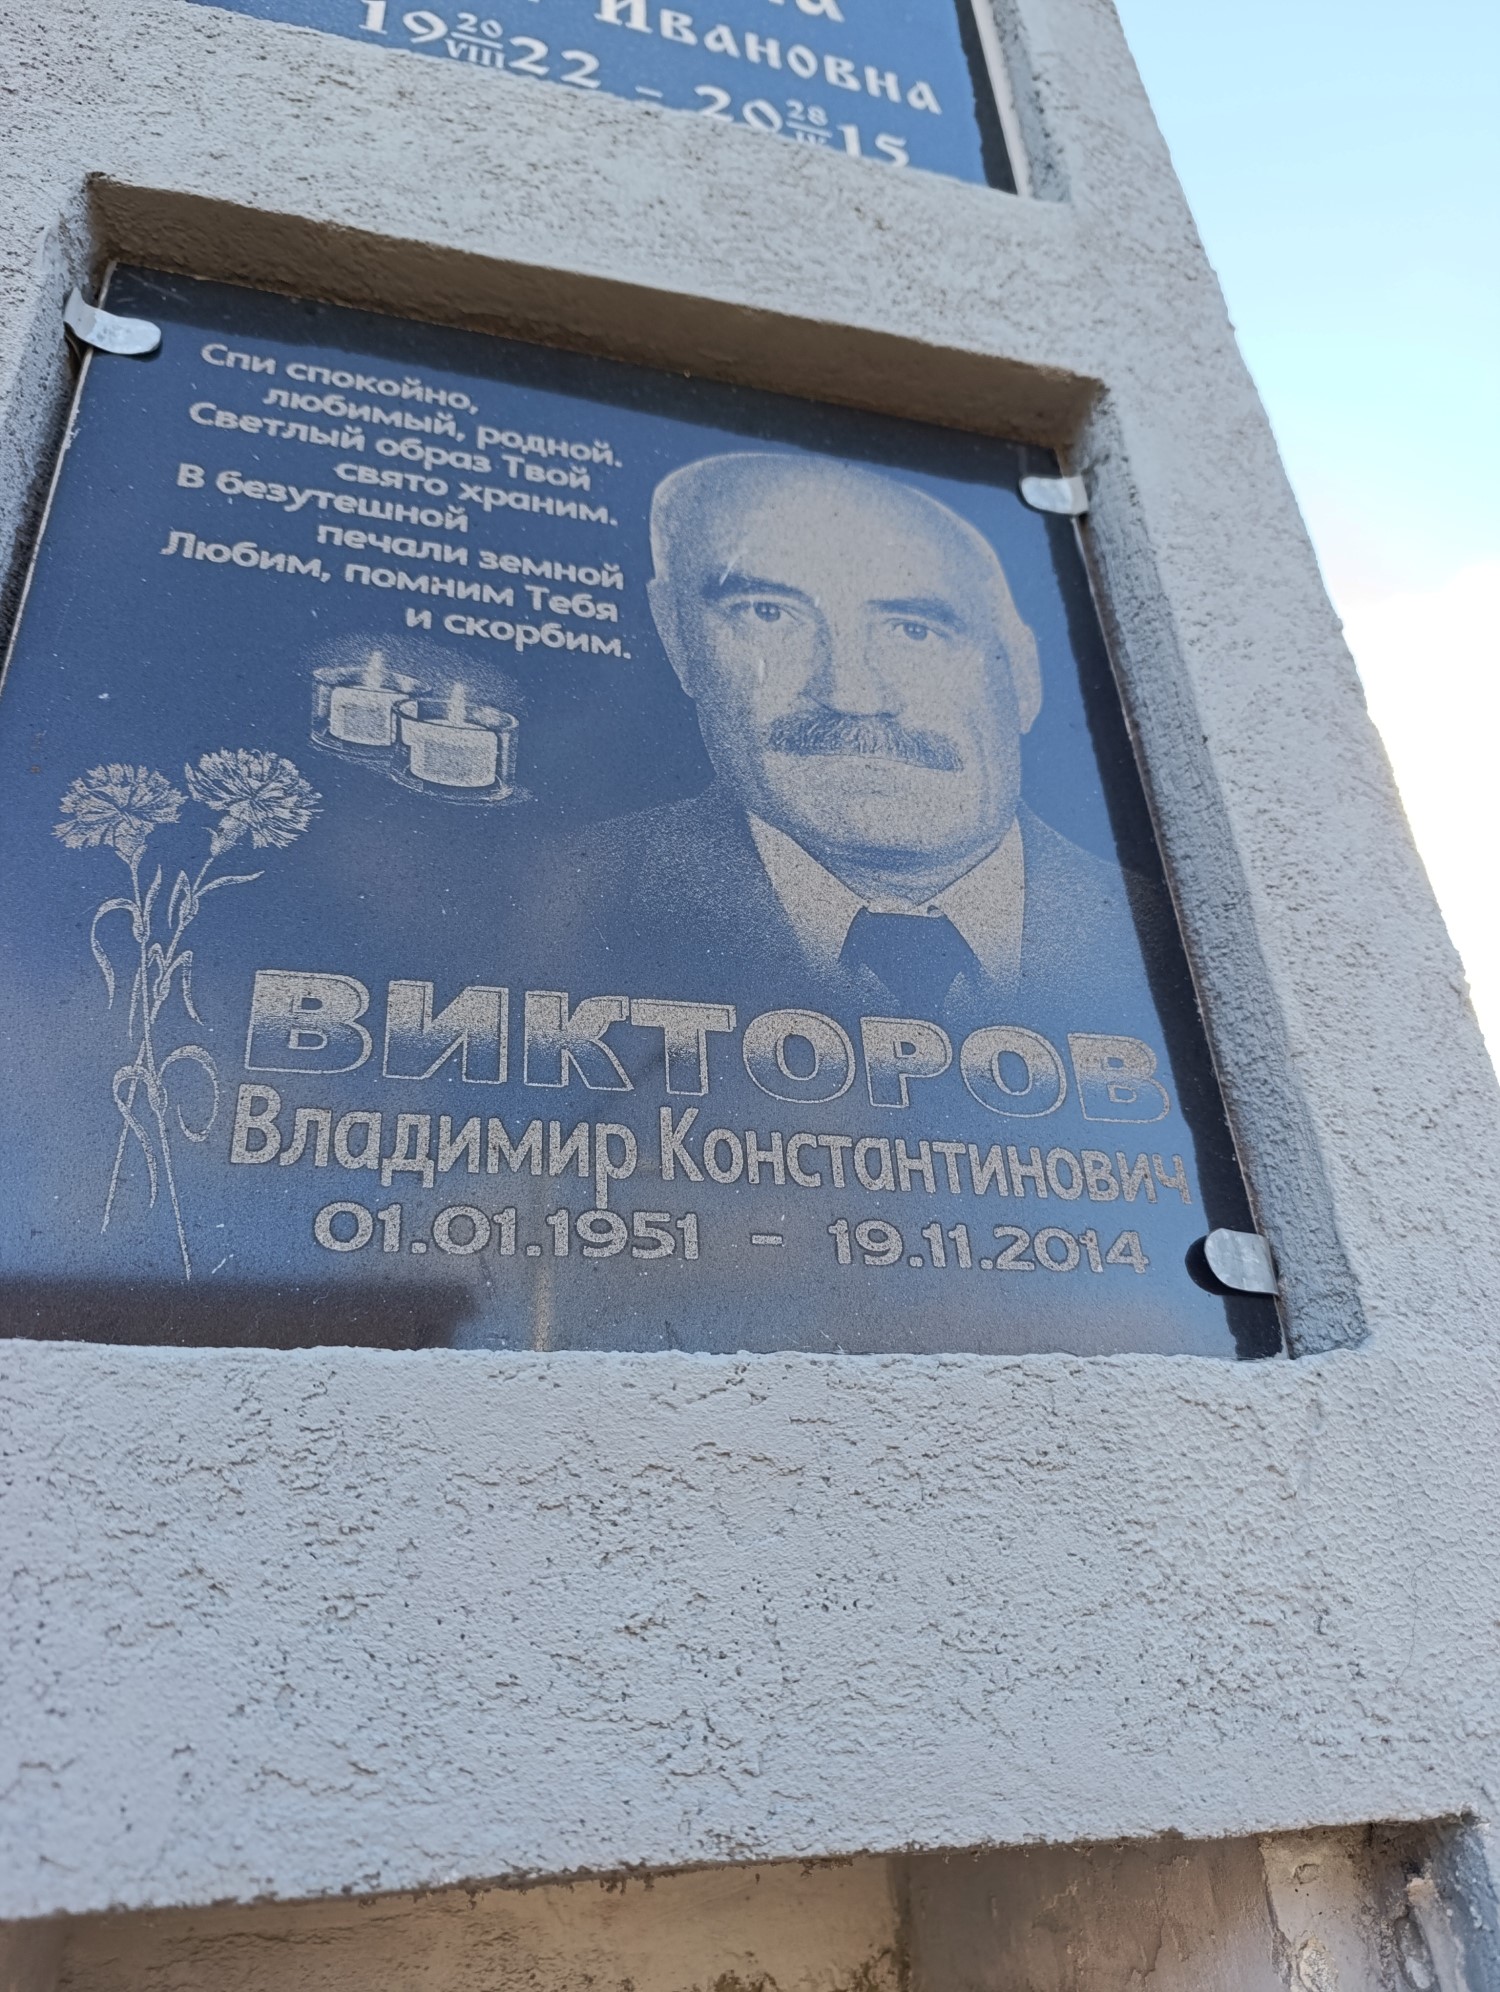 Ивановна
19 20 VIII 22 - 20 28 15
Спи спокойно,
любимый, родной.
Светлый образ Твой
свято храним.
В безутешной
печали земной
Любим, помним Тебя
и скорбим.
ВИКТОРОВ
Владимир Константинович
01.01.1951 - 19.11.2014